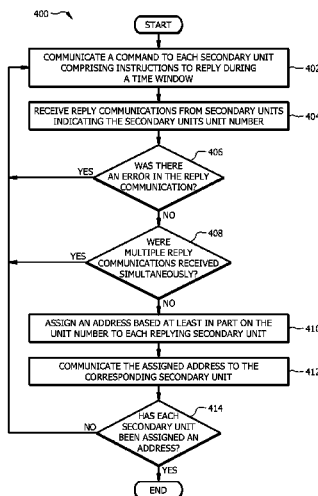 400
START
COMMUNICATE A COMMAND TO EACH SECONDARY UNIT
COMPRISING INSTRUCTIONS TO REPLY DURING
A TIME WINDOW
402
RECEIVE REPLY COMMUNICATIONS FROM SECONDARY UNITS
INDICATING THE SECONDARY UNITS UNIT NUMBER
404
406
WAS THERE
AN ERROR IN THE REPLY
COMMUNICATION?
YES
NO
408
WERE
MULTIPLE REPLY
COMMUNICATIONS RECEIVED
SIMULTANEOUSLY?
YES
NO
ASSIGN AN ADDRESS BASED AT LEAST IN PART ON THE
UNIT NUMBER TO EACH REPLYING SECONDARY UNIT
410
COMMUNICATE THE ASSIGNED ADDRESS TO THE
CORRESPONDING SECONDARY UNIT
412
414
HAS EACH
SECONDARY UNIT
BEEN ASSIGNED AN
ADDRESS?
NO
YES
END